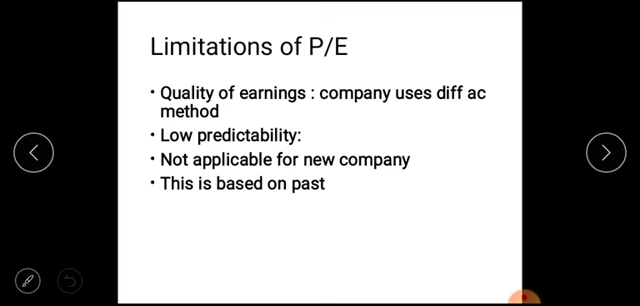 Limitations of P/E
• Quality of earnings : company uses diff ac
method
• Low predictability:
• Not applicable for new company
• This is based on past